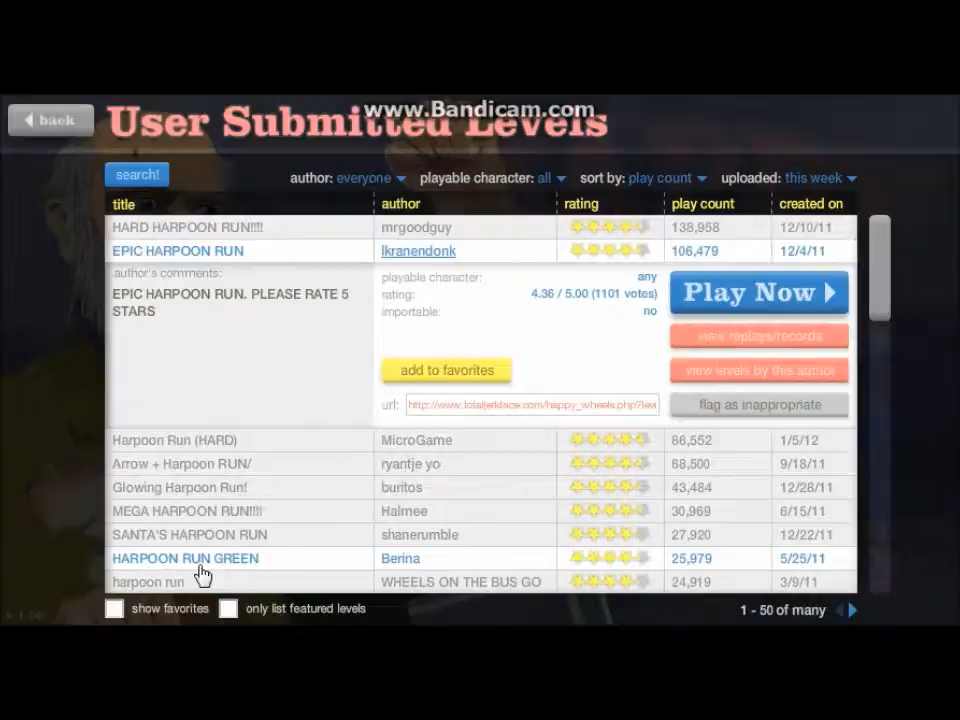 www.Bandicam.com
back
User Submitted Levels
search!
author: everyone playable character: all sort by: play count uploaded: this week
title author rating play count created on
HARD HARPOON RUN!!!! mrgoodguy 138,958 12/10/11
EPIC HARPOON RUN lkranendonk 106,479 12/4/11
author's comments:
EPIC HARPOON RUN. PLEASE RATE 5
STARS
playable character: any
rating: 4.36 / 5.00 (1101 votes)
importable: no
Play Now
view replays/records
add to favorites
view levels by this author
url: http://www.totaljerkface.com/happy_wheels.php?lev
flag as inappropriate
Harpoon Run (HARD) MicroGame 86,552 1/5/12
Arrow + Harpoon RUN/ ryantje yo 68,500 9/18/11
Glowing Harpoon Run! buritos 43,484 12/28/11
MEGA HARPOON RUN!!!! Halmee 30,969 6/15/11
SANTA'S HARPOON RUN shanerumble 27,920 12/22/11
HARPOON RUN GREEN Berina 25,979 5/25/11
harpoon run WHEELS ON THE BUS GO 24,919 3/9/11
show favorites only list featured levels 1 - 50 of many